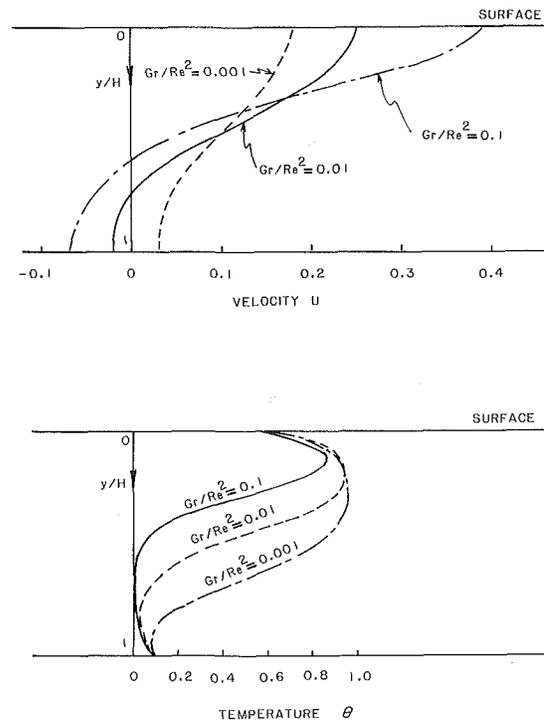 SURFACE
0
Gr/Re²=0.001
y/H
Gr/Re²=0.1
Gr/Re²=0.01
1
-0.1 0 0.1 0.2 0.3 0.4
VELOCITY U
SURFACE
0
y/H
Gr/Re²=0.1
Gr/Re²=0.01
Gr/Re²=0.001
1
0 0.2 0.4 0.6 0.8 1.0
TEMPERATURE θ